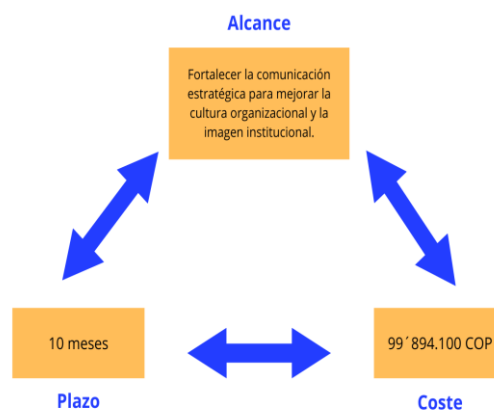 Alcance
Fortalecer la comunicación
estratégica para mejorar la
cultura organizacional y la
imagen institucional.
10 meses
99´894.100 COP
Plazo
Coste